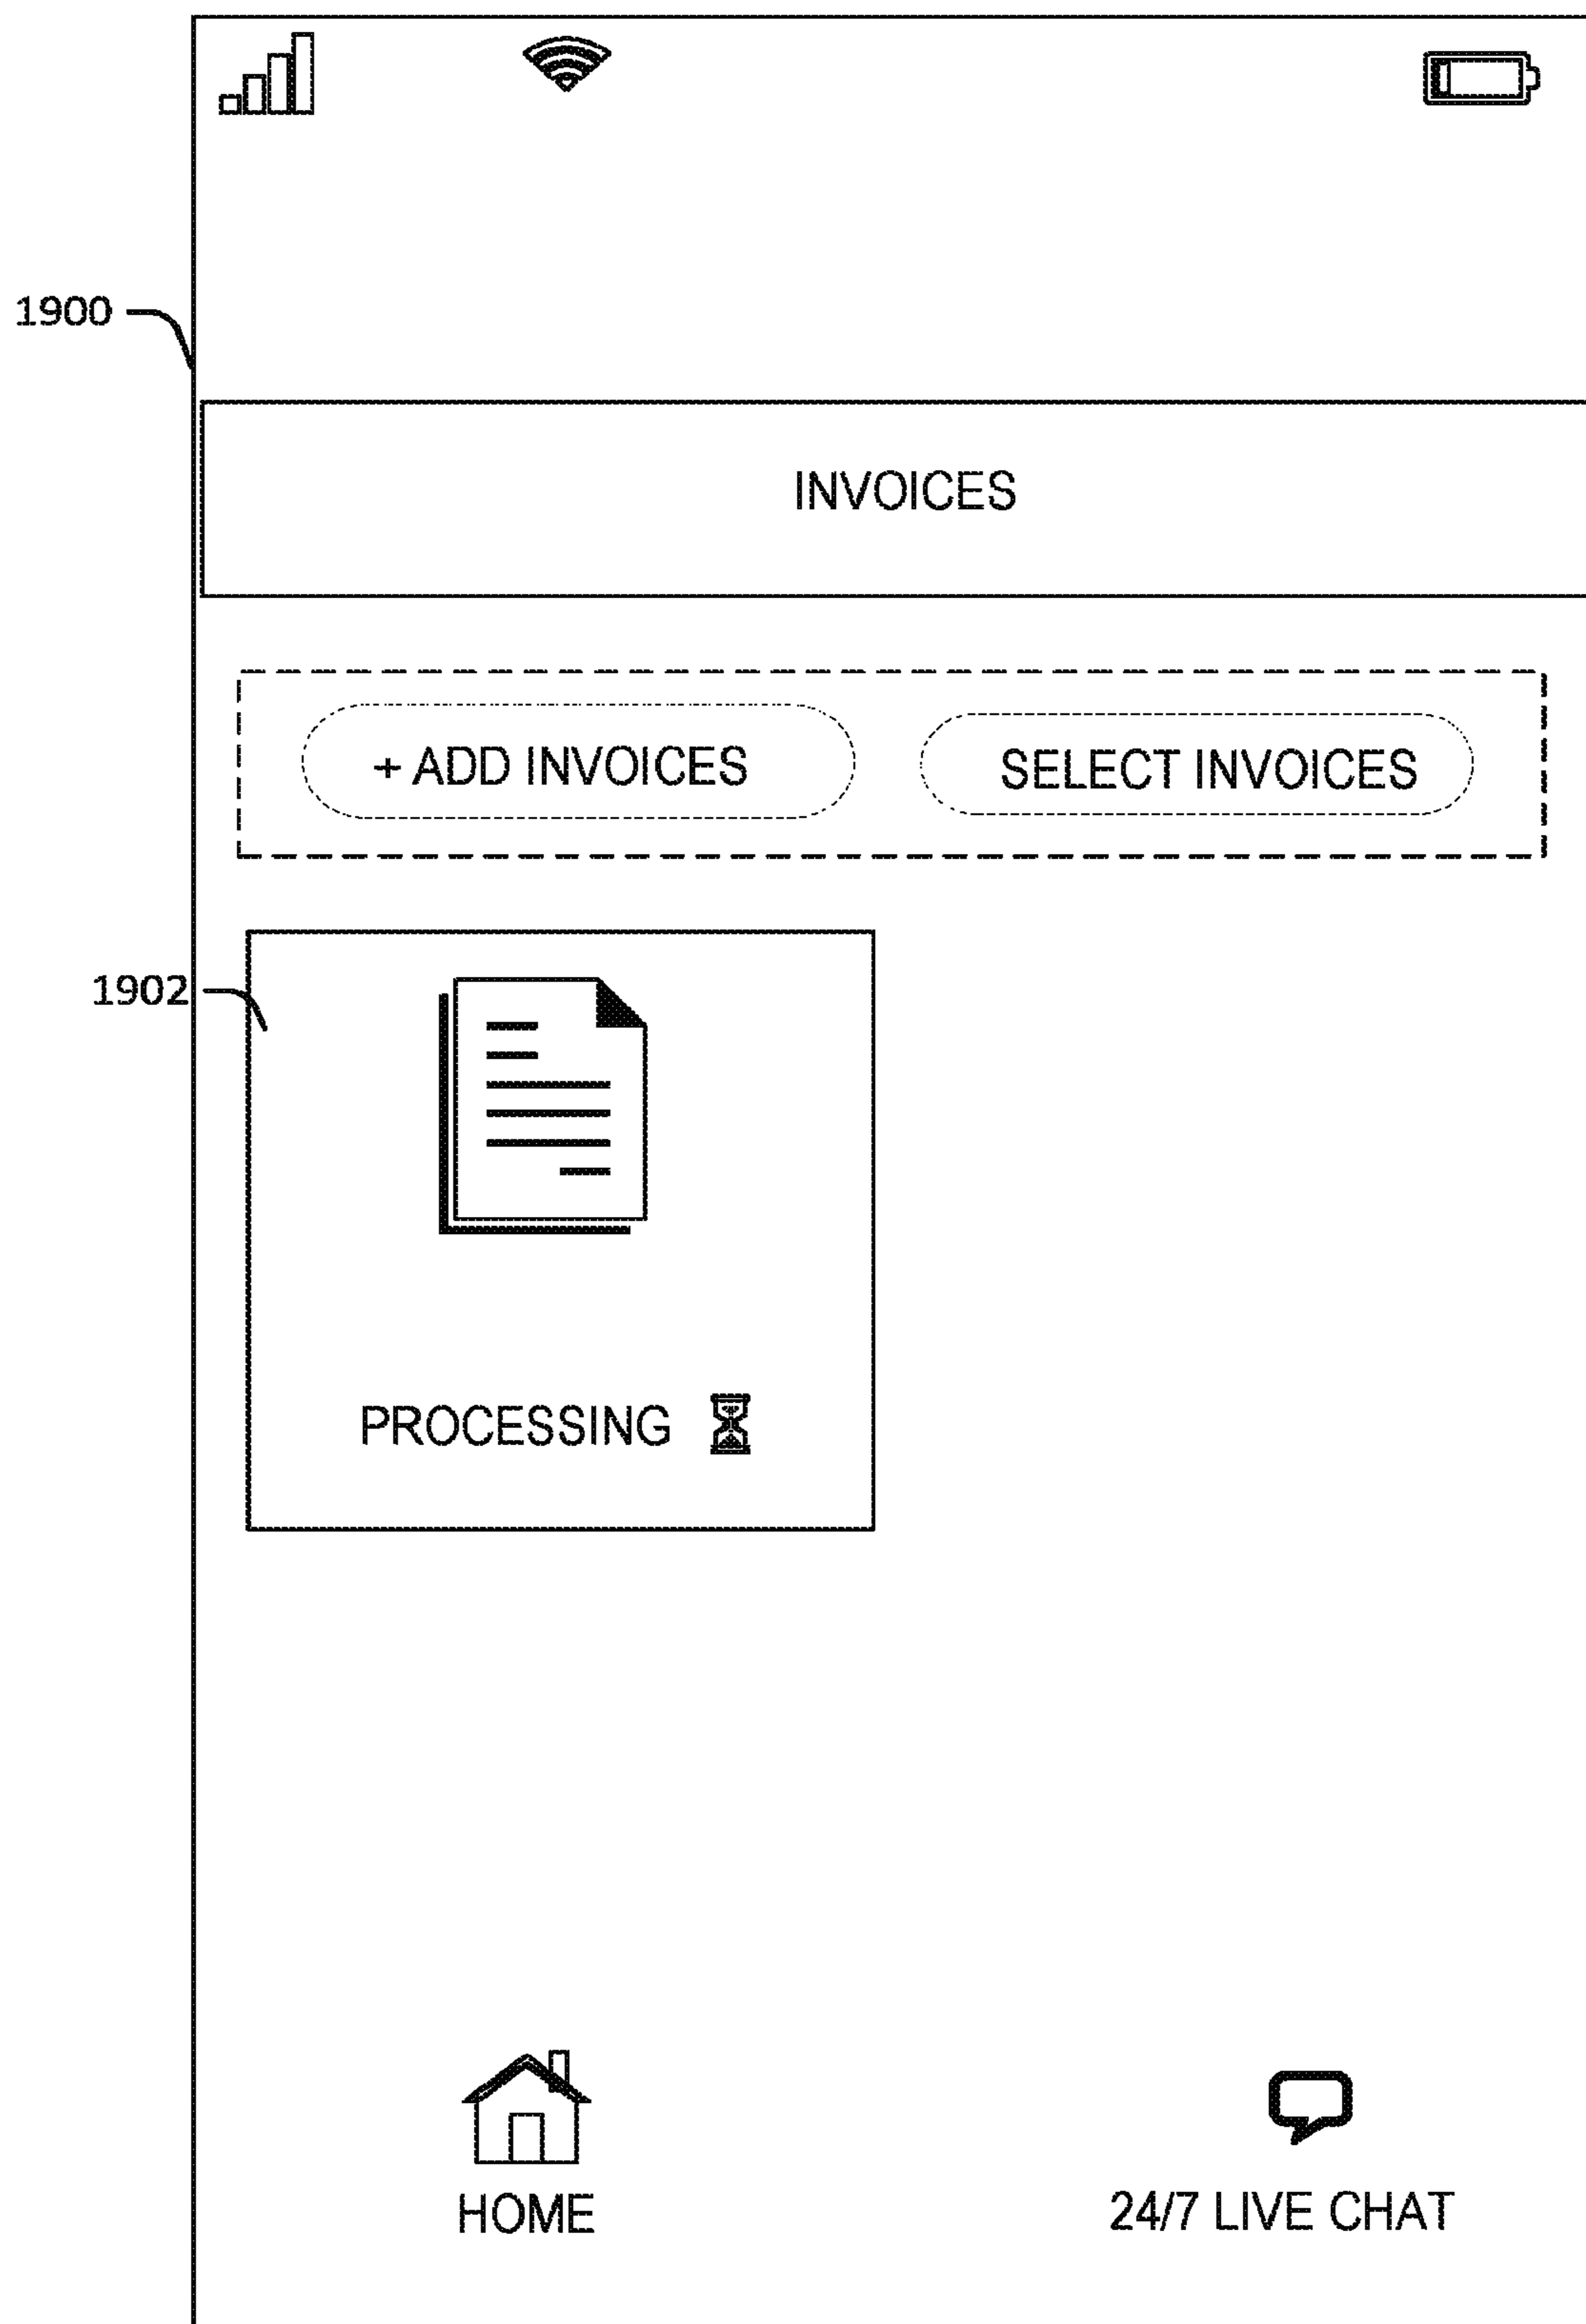 1900
INVOICES
+ ADD INVOICES
SELECT INVOICES
1902
PROCESSING
HOME
24/7 LIVE CHAT